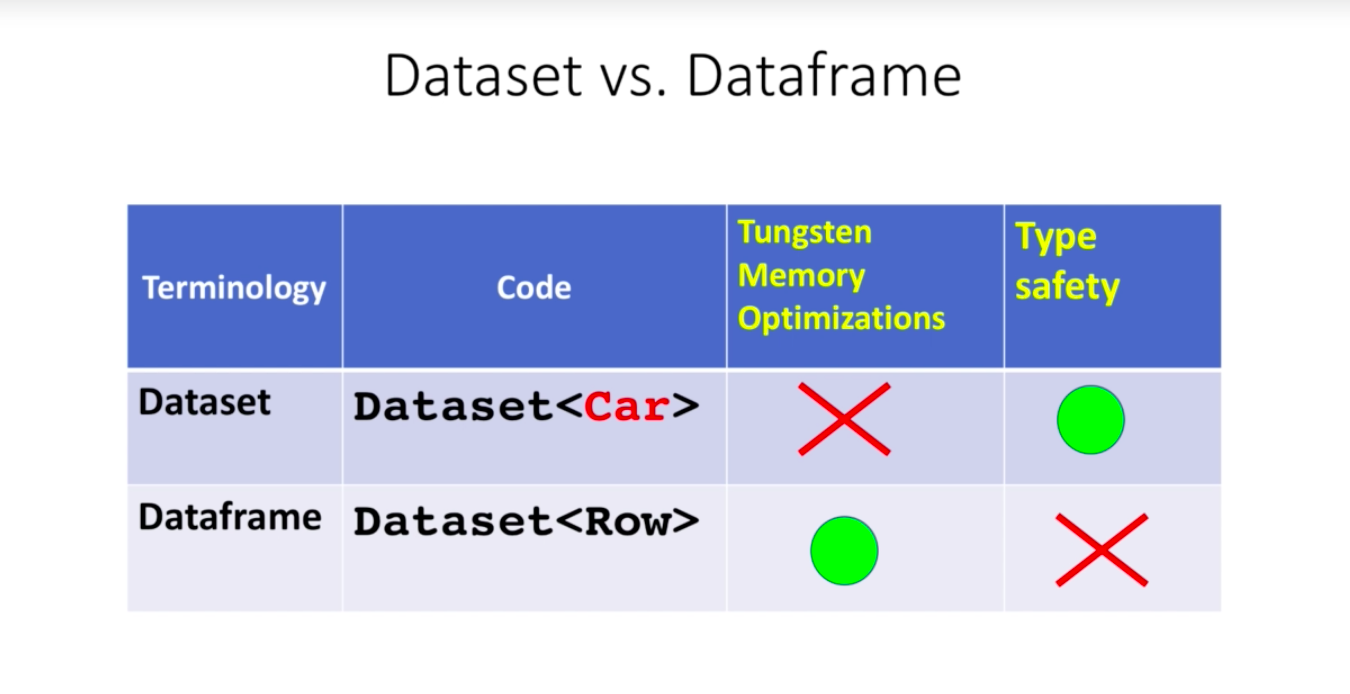 Dataset vs. Dataframe
Terminology
Code
Tungsten
Memory
Optimizations
Type
safety
Dataset
Dataset<Car>
Dataframe
Dataset<Row>